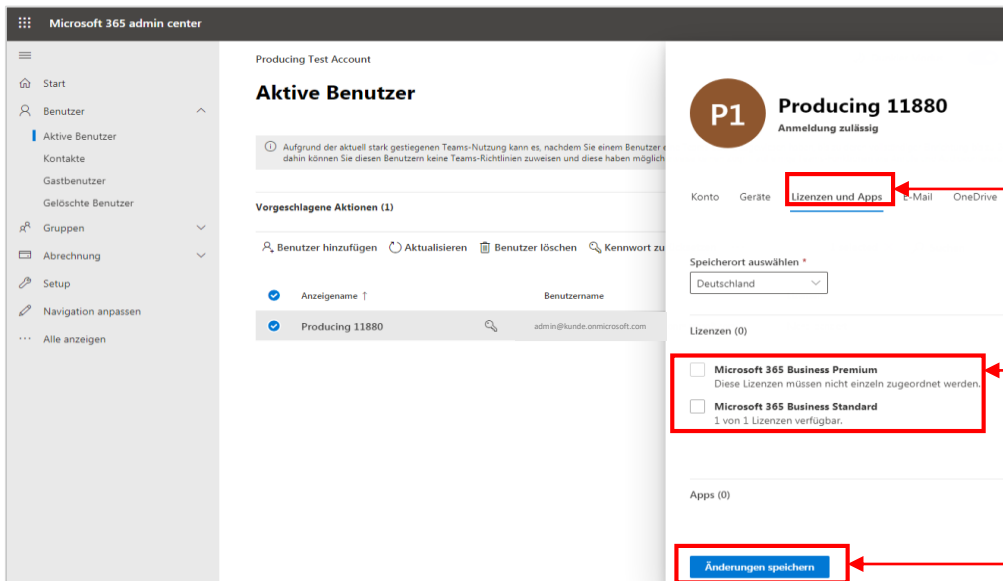 Microsoft 365 admin center
Start
Benutzer
Aktive Benutzer
Kontakte
Gastbenutzer
Gelöschte Benutzer
Gruppen
Abrechnung
Setup
Navigation anpassen
Alle anzeigen
Producing Test Account
Aktive Benutzer
Aufgrund der aktuell stark gestiegenen Teams-Nutzung kann es, nachdem Sie einem Benutzer
dahin können Sie diesen Benutzern keine Teams-Richtlinien zuweisen und diese haben möglich
Vorgeschlagene Aktionen (1)
Benutzer hinzufügen Aktualisieren Benutzer löschen Kennwort zu
Anzeigename ↑ Benutzername
Producing 11880 admin@kunde.onmicrosoft.com
P1
Producing 11880
Anmeldung zulässig
Konto Geräte Lizenzen und Apps E-Mail OneDrive
Speicherort auswählen *
Deutschland
Lizenzen (0)
Microsoft 365 Business Premium
Diese Lizenzen müssen nicht einzeln zugeordnet werden.
Microsoft 365 Business Standard
1 von 1 Lizenzen verfügbar.
Apps (0)
Änderungen speichern